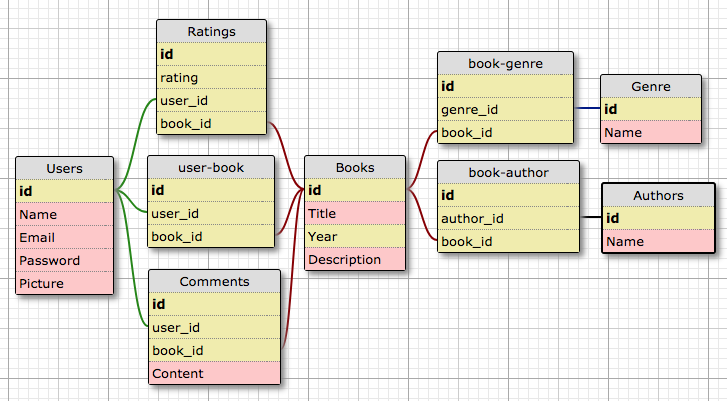 Ratings
id
rating
user_id
book_id
Users
id
Name
Email
Password
Picture
user-book
id
user_id
book_id
Comments
id
user_id
book_id
Content
Books
id
Title
Year
Description
book-genre
id
genre_id
book_id
Genre
id
Name
book-author
id
author_id
book_id
Authors
id
Name